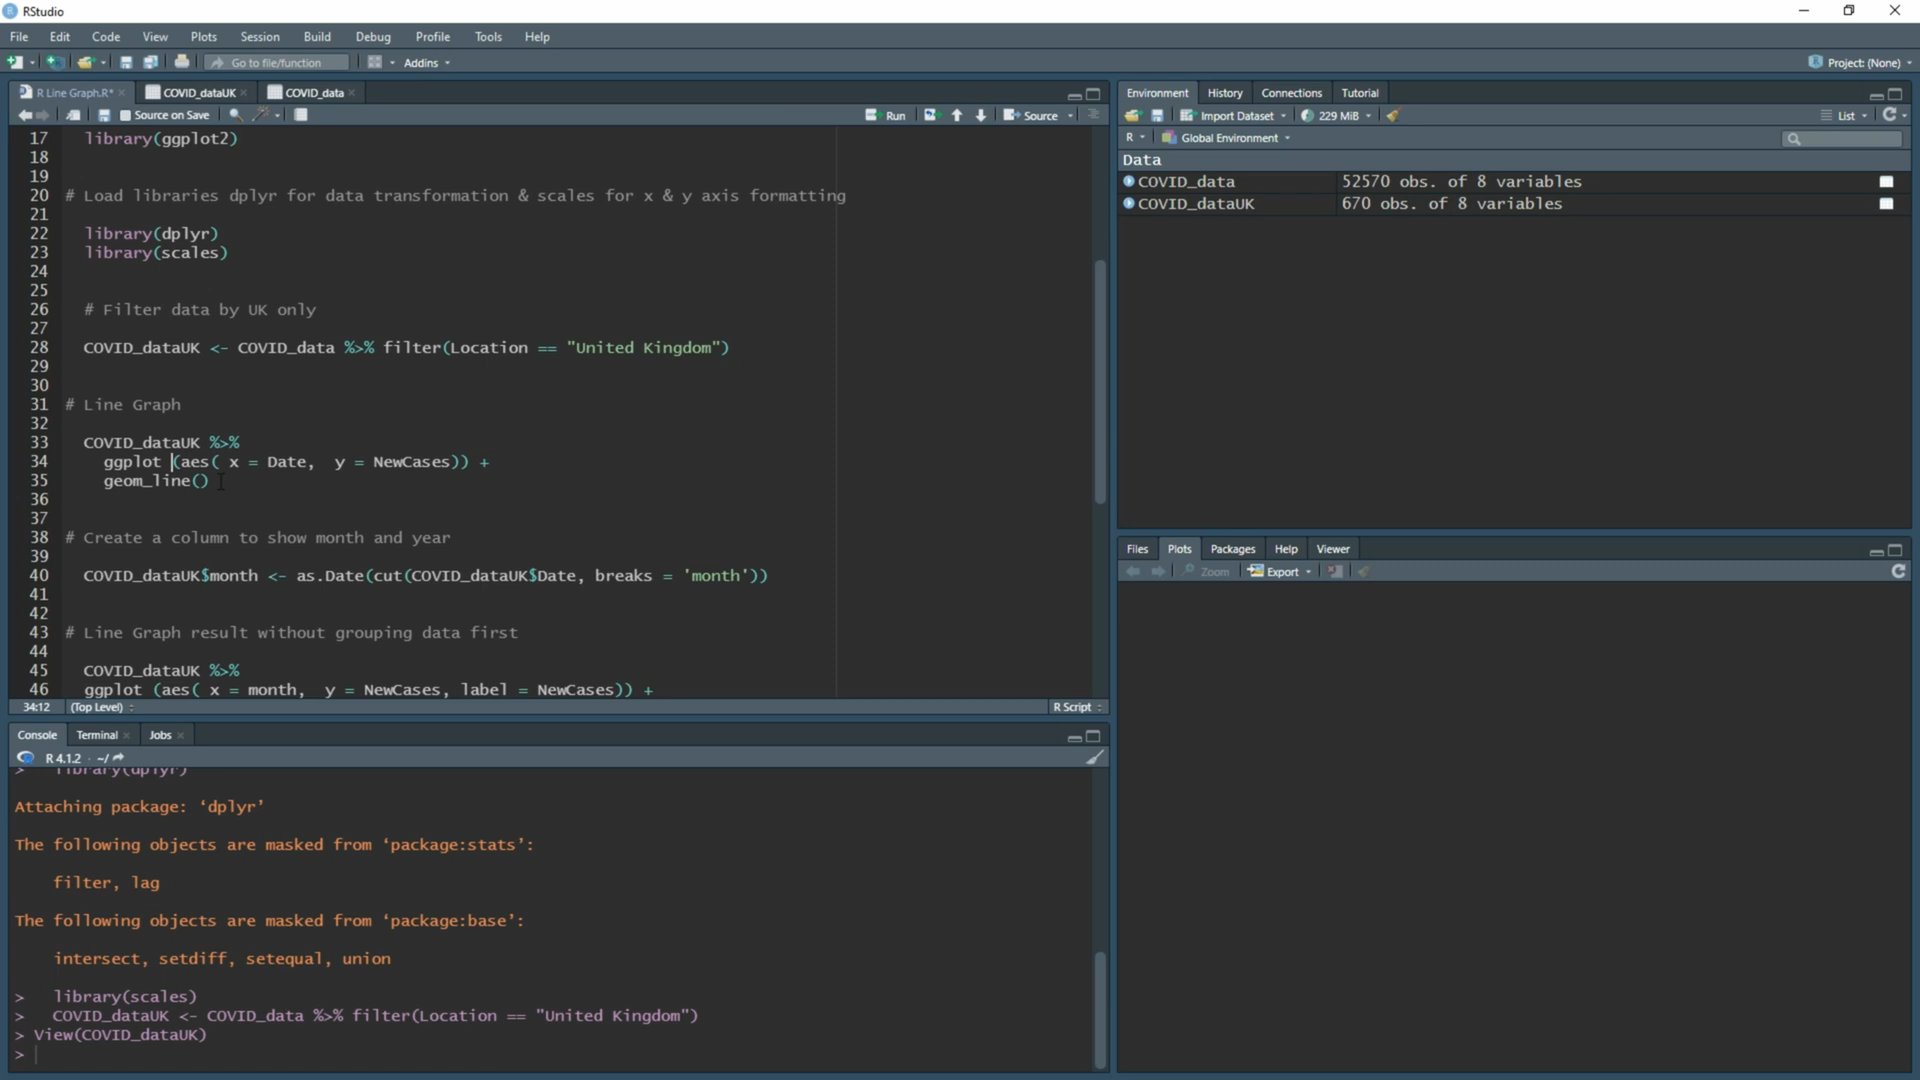 RStudio
File Edit Code View Plots Session Build Debug Profile Tools Help
Go to file/function Addins Project: (None)
R Line Graph.R* COVID_dataUK COVID_data
Source on Save Run Source
17 library(ggplot2)
18
19
20 # Load libraries dplyr for data transformation & scales for x & y axis formatting
21
22 library(dplyr)
23 library(scales)
24
25
26 # Filter data by UK only
27
28 COVID_dataUK <- COVID_data %>% filter(Location == "United Kingdom")
29
30
31 # Line Graph
32
33 COVID_dataUK %>%
34 ggplot (aes( x = Date,  y = NewCases)) +
35 geom_line()
36
37
38 # Create a column to show month and year
39
40 COVID_dataUK$month <- as.Date(cut(COVID_dataUK$Date, breaks = 'month'))
41
42
43 # Line Graph result without grouping data first
44
45 COVID_dataUK %>%
46 ggplot (aes( x = month,  y = NewCases, label = NewCases)) +
34:12 (Top Level) R Script
Console Terminal Jobs
R 4.1.2 · ~/
> library(dplyr)
Attaching package: ‘dplyr’
The following objects are masked from ‘package:stats’:
filter, lag
The following objects are masked from ‘package:base’:
intersect, setdiff, setequal, union
> library(scales)
> COVID_dataUK <- COVID_data %>% filter(Location == "United Kingdom")
> View(COVID_dataUK)
>
Environment History Connections Tutorial
Import Dataset 229 MiB List
R Global Environment
Data
COVID_data 52570 obs. of 8 variables
COVID_dataUK 670 obs. of 8 variables
Files Plots Packages Help Viewer
Zoom Export